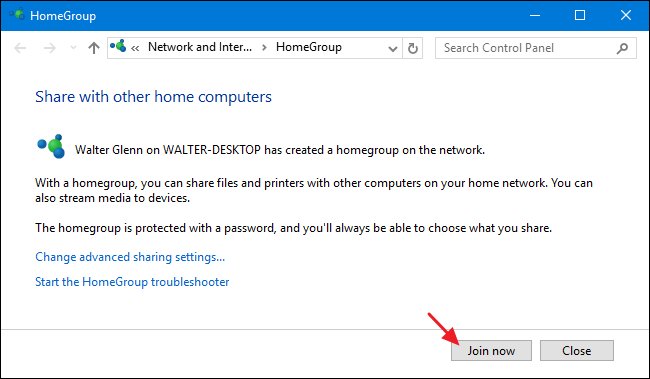 HomeGroup
« Network and Inter... > HomeGroup
Search Control Panel
Share with other home computers
Walter Glenn on WALTER-DESKTOP has created a homegroup on the network.
With a homegroup, you can share files and printers with other computers on your home network. You can
also stream media to devices.
The homegroup is protected with a password, and you'll always be able to choose what you share.
Change advanced sharing settings...
Start the HomeGroup troubleshooter
Join now
Close